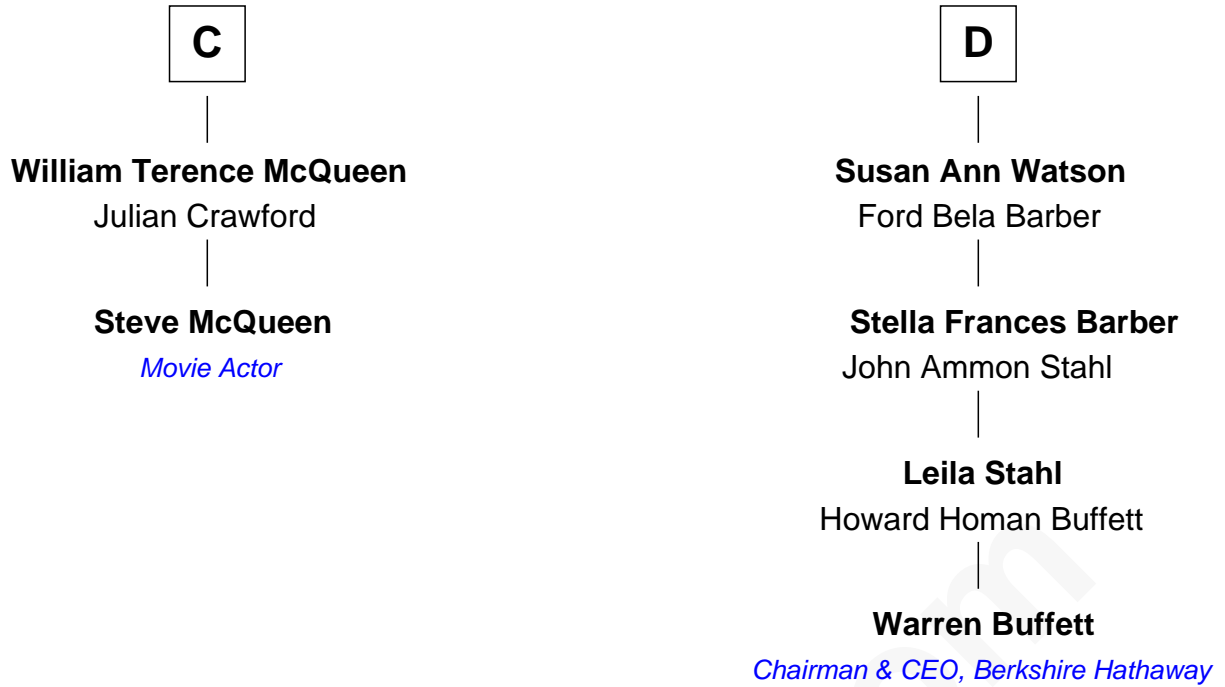 C
William Terence McQueen
Julian Crawford
Steve McQueen
Movie Actor
D
Susan Ann Watson
Ford Bela Barber
Stella Frances Barber
John Ammon Stahl
Leila Stahl
Howard Homan Buffett
Warren Buffett
Chairman & CEO, Berkshire Hathaway